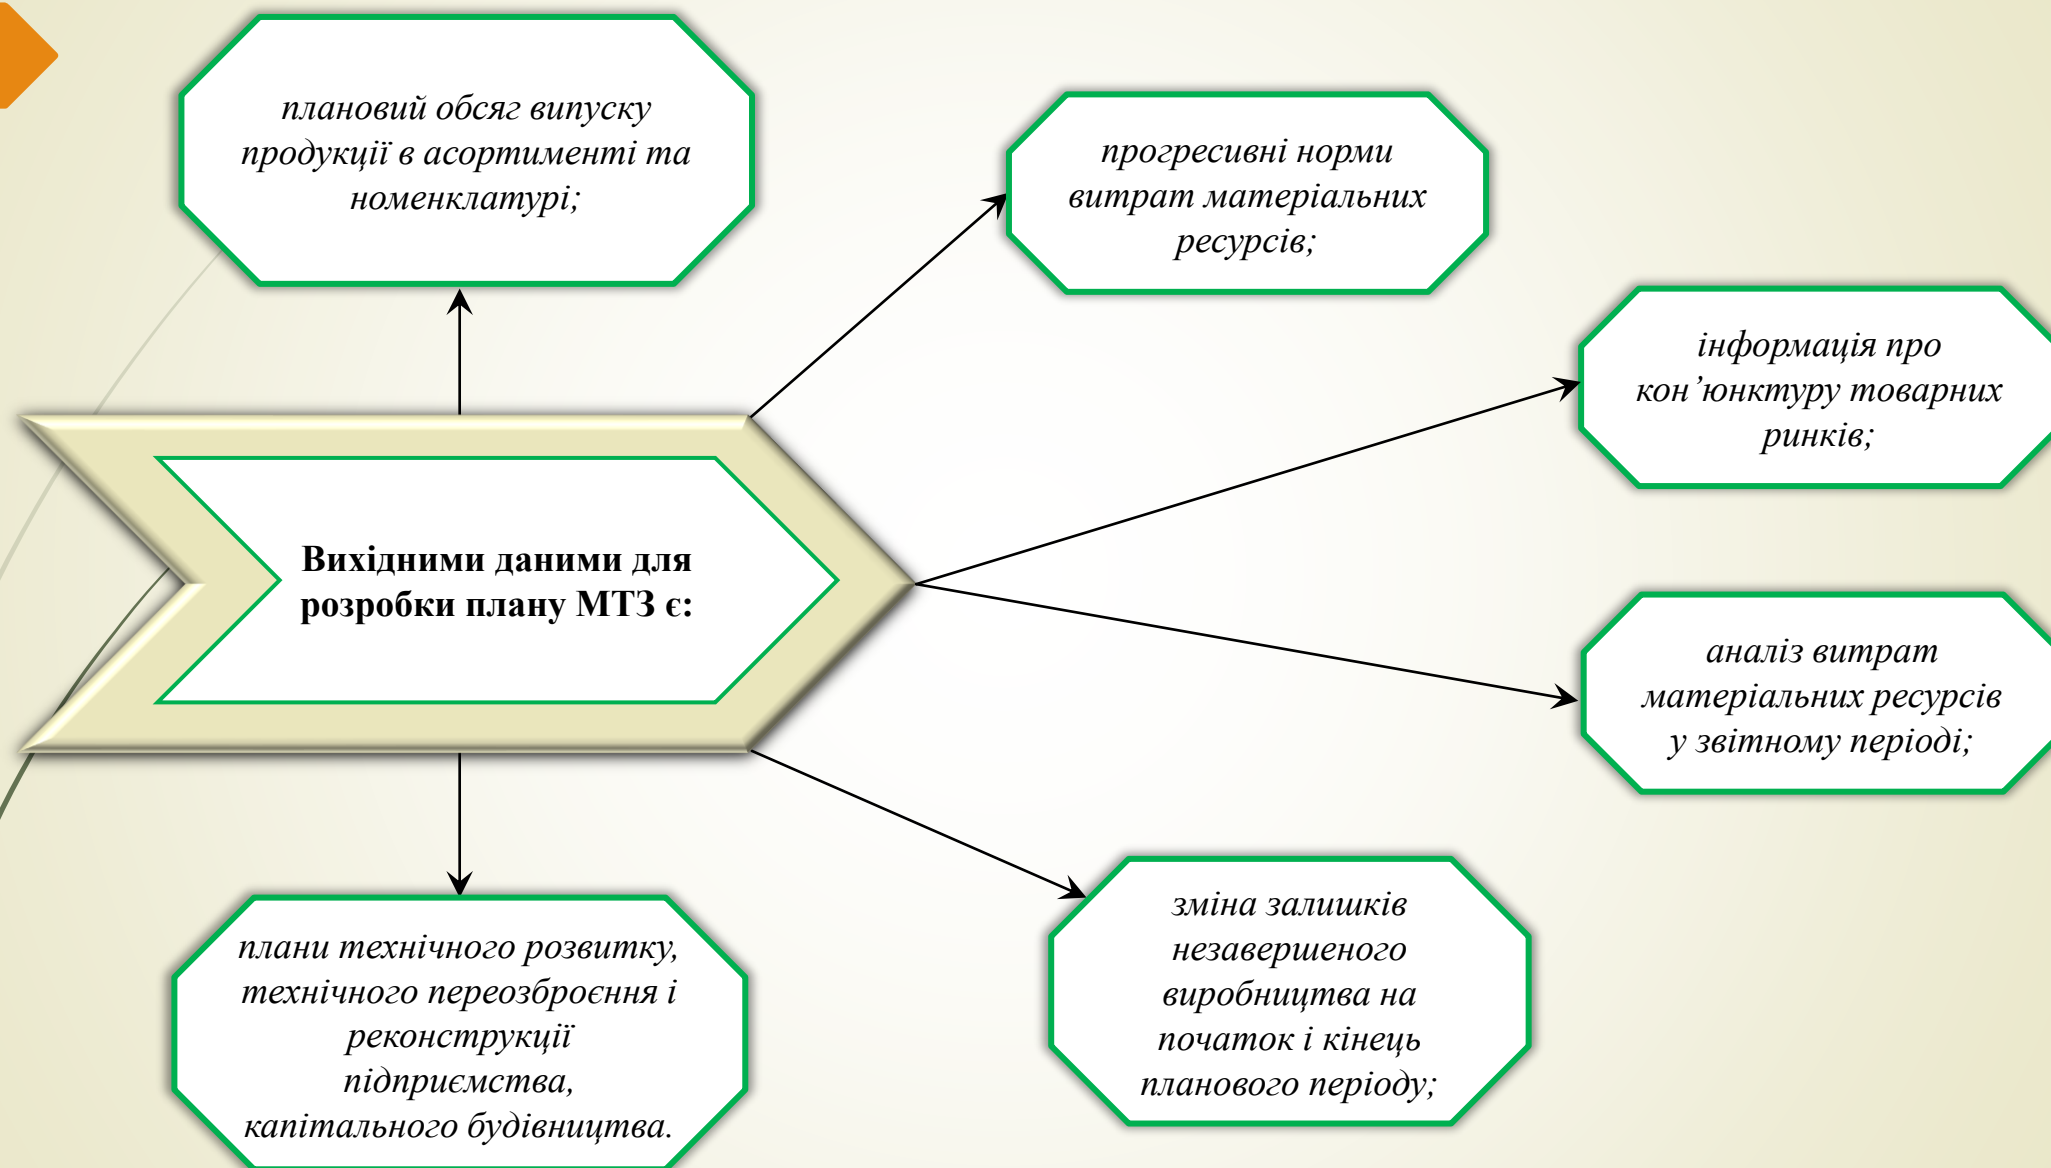 плановий обсяг випуску
продукції в асортименті та
номенклатурі;
прогресивні норми
витрат матеріальних
ресурсів;
інформація про
кон’юнктуру товарних
ринків;
Вихідними даними для
розробки плану МТЗ є:
аналіз витрат
матеріальних ресурсів
у звітному періоді;
зміна залишків
незавершеного
виробництва на
початок і кінець
планового періоду;
плани технічного розвитку,
технічного переозброєння і
реконструкції
підприємства,
капітального будівництва.